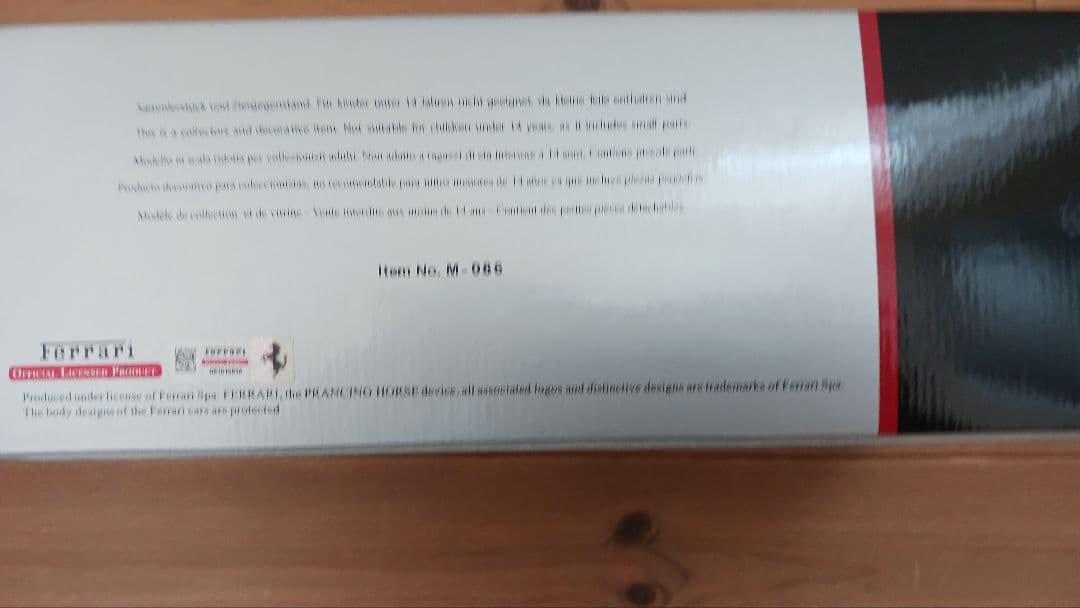 Sammlerstück und Ziergegenstand. Für Kinder unter 14 Jahren nicht geeignet, da kleine Teile enthalten sind.
This is a collectors and decorative item. Not suitable for children under 14 years, as it includes small parts.
Modello in scala ridotta per collezionisti adulti. Non adatto a ragazzi di età inferiore a 14 anni. Contiene piccole parti
Producto decorativo para coleccionistas, no recomendable para niños menores de 14 años ya que incluye piezas pequeñas
Modèle de collection et de vitrine - Vente interdite aux moins de 14 ans - Contient des petites pièces détachables
Item No. M-086
Ferrari
OFFICIAL LICENSED PRODUCT
FERRARI
Produced under license of Ferrari Spa. FERRARI, the PRANCING HORSE device, all associated logos and distinctive designs are trademarks of Ferrari Spa.
The body designs of the Ferrari cars are protected